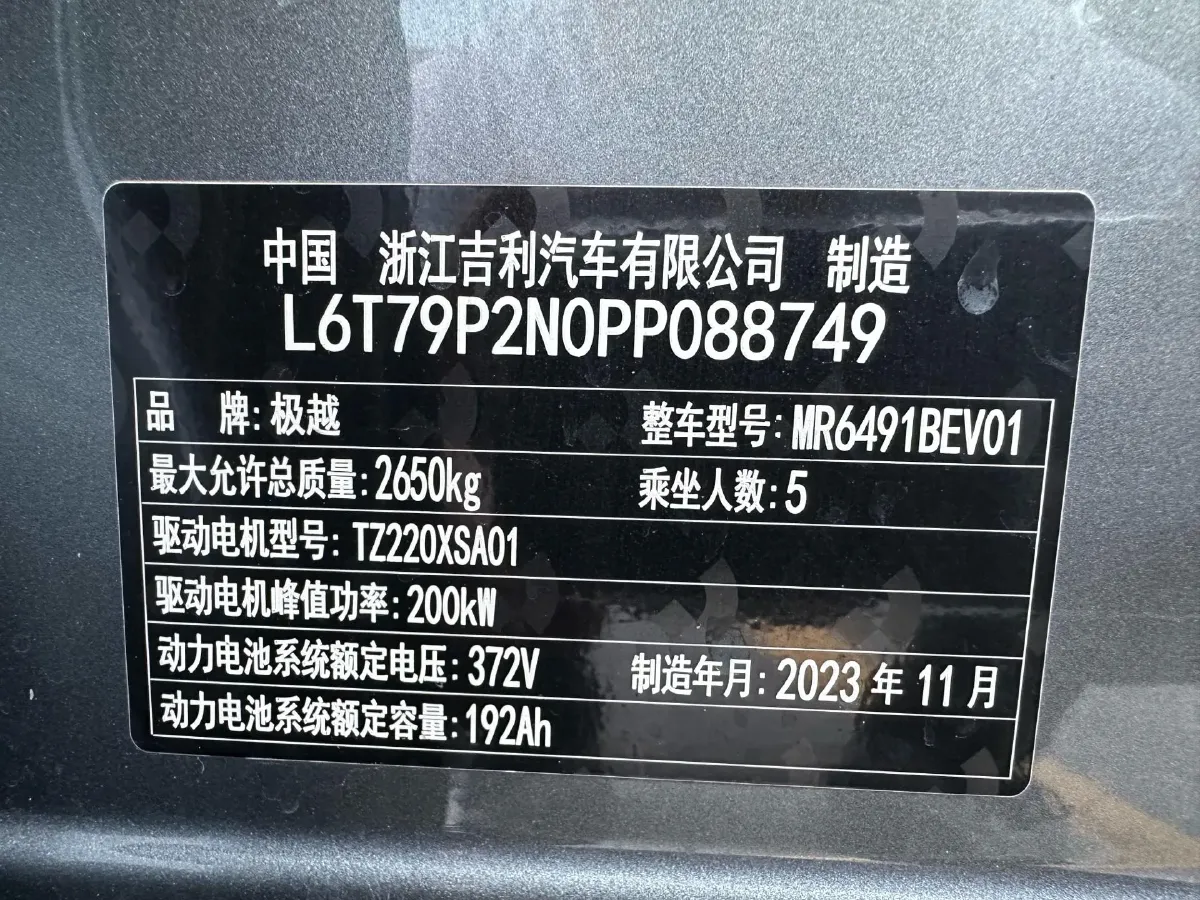 中国 浙江吉利汽车有限公司 制造
L6T79P2N0PP088749
品 牌: 极越 整车型号: MR6491BEV01
最大允许总质量: 2650kg 乘坐人数: 5
驱动电机型号: TZ220XSA01
驱动电机峰值功率: 200kW
动力电池系统额定电压: 372V 制造年月: 2023 年 11 月
动力电池系统额定容量: 192Ah